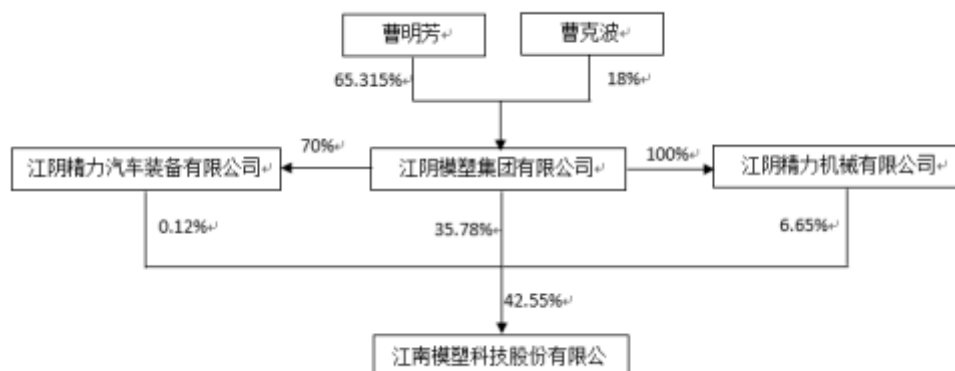 曹明芳↵
曹克波↵
65.315%↵
18%↵
70%↵
100%↵
江阴精力汽车装备有限公司↵
江阴模塑集团有限公司↵
江阴精力机械有限公司↵
0.12%↵
35.78%↵
6.65%↵
42.55%↵
江南模塑科技股份有限公